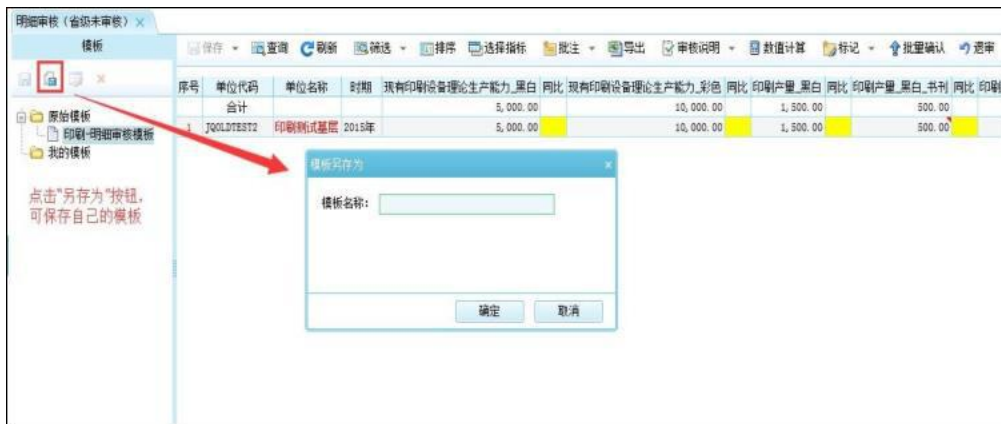 明细审核（省级未审核）
模板
保存 查询 刷新 筛选 排序 选择指标 批注 导出 审核说明 数值计算 标记 批里确认 退审
序号 单位代码 单位名称 时期 现有印刷设备理论生产能力_黑白 同比 现有印刷设备理论生产能力_彩色 同比 印刷产量_黑白 同比 印刷产量_黑白_书刊 同比 印刷
合计 5,000.00 10,000.00 1,500.00 500.00
1 JQOLDTEST2 印刷测试基层 2015年 5,000.00 10,000.00 1,500.00 500.00
原始模板
印刷-明细审核模板
我的模板
点击"另存为"按钮，
可保存自己的模板
模板另存为
模板名称：
确定 取消